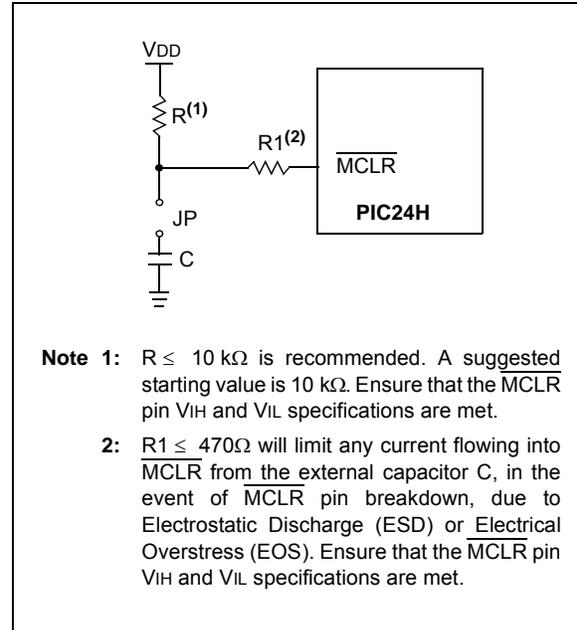 VDD
R(1)
R1(2)
MCLR
JP
PIC24H
C
Note 1: R ≤ 10 kΩ is recommended. A suggested
starting value is 10 kΩ. Ensure that the MCLR
pin VIH and VIL specifications are met.
2: R1 ≤ 470Ω will limit any current flowing into
MCLR from the external capacitor C, in the
event of MCLR pin breakdown, due to
Electrostatic Discharge (ESD) or Electrical
Overstress (EOS). Ensure that the MCLR pin
VIH and VIL specifications are met.